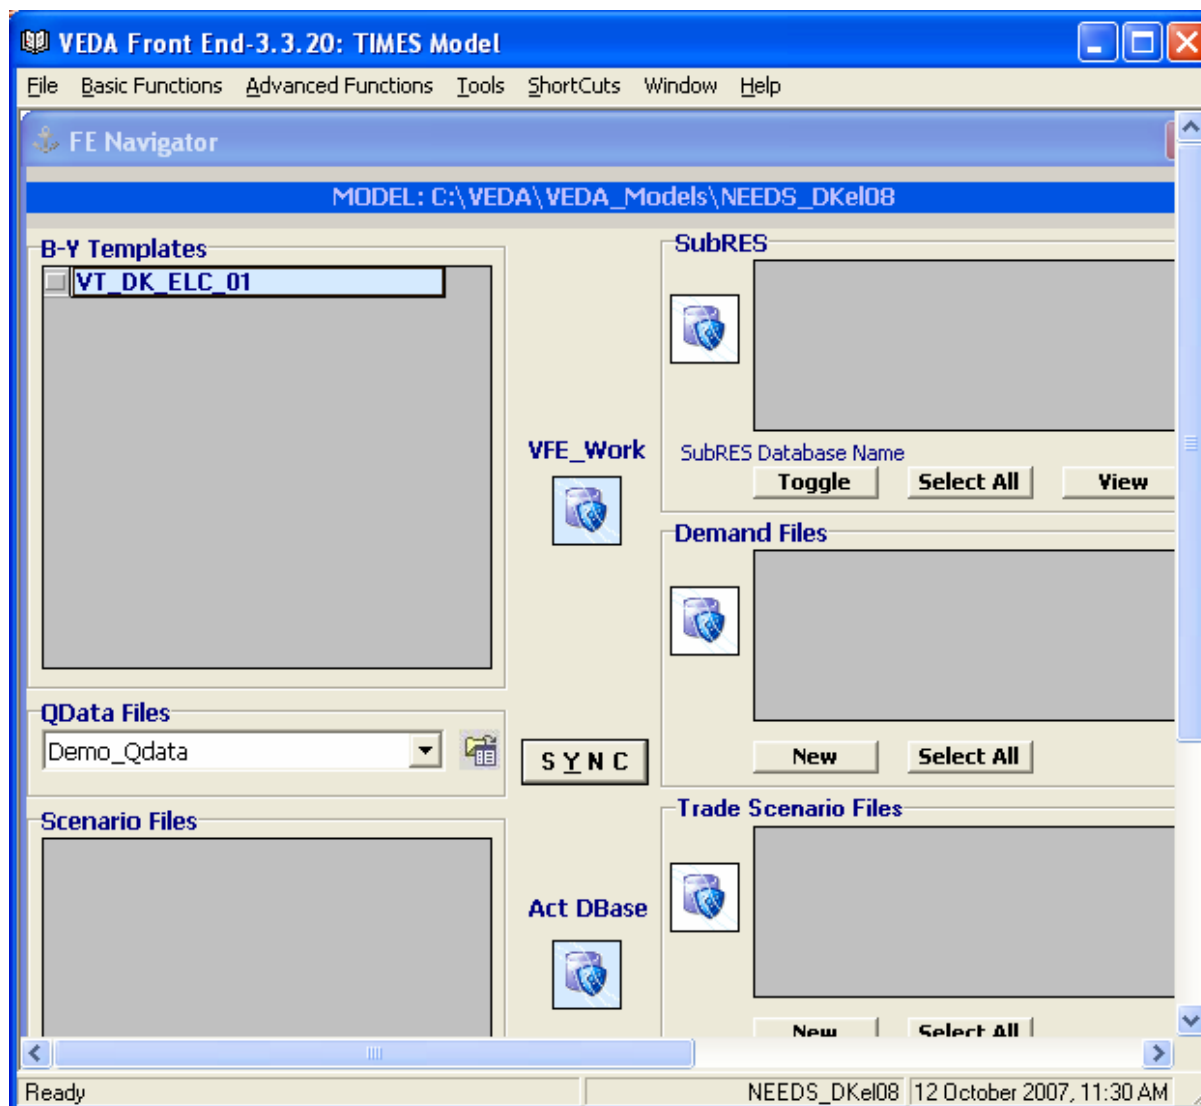 VEDA Front End-3.3.20: TIMES Model
File Basic Functions Advanced Functions Tools ShortCuts Window Help
FE Navigator
MODEL: C:\VEDA\VEDA_Models\NEEDS_DKel08
B-Y Templates
VT_DK_ELC_01
SubRES
VFE_Work
SubRES Database Name
Toggle Select All View
Demand Files
QData Files
Demo_Qdata
SYNC
New Select All
Scenario Files
Trade Scenario Files
Act DBase
New Select All
Ready NEEDS_DKel08 12 October 2007, 11:30 AM